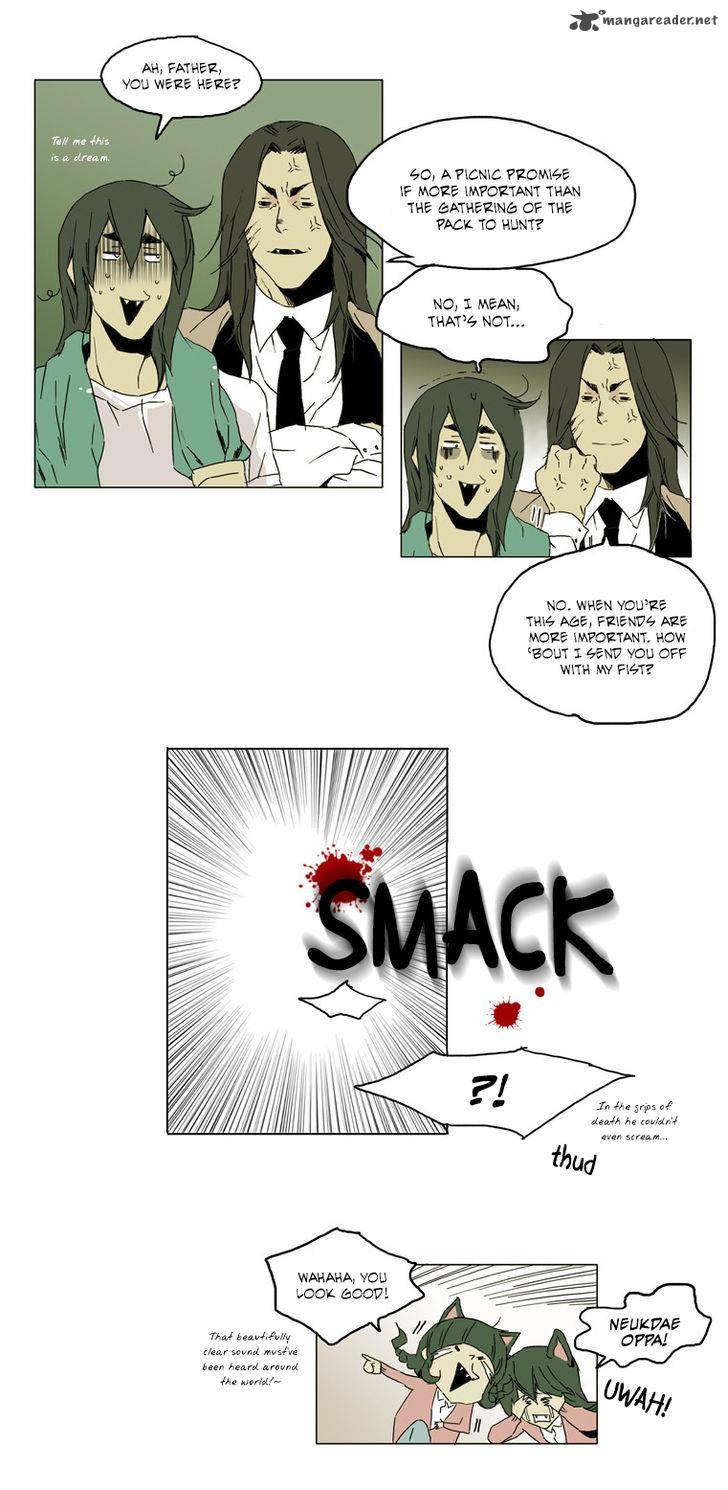 mangareader.net
AH, FATHER,
YOU WERE HERE?
Tell me this
is a dream.
SO, A PICNIC PROMISE
IF MORE IMPORTANT THAN
THE GATHERING OF THE
PACK TO HUNT?
NO, I MEAN,
THAT'S NOT...
NO. WHEN YOU'RE
THIS AGE, FRIENDS ARE
MORE IMPORTANT. HOW
'BOUT I SEND YOU OFF
WITH MY FIST?
SMACK
?!
In the grips of
death he couldn't
even scream...
thud
WAHAHA, YOU
LOOK GOOD!
That beautifully
clear sound must've
been heard around
the world!~
NEUKDAE
OPPA!
UWAH!